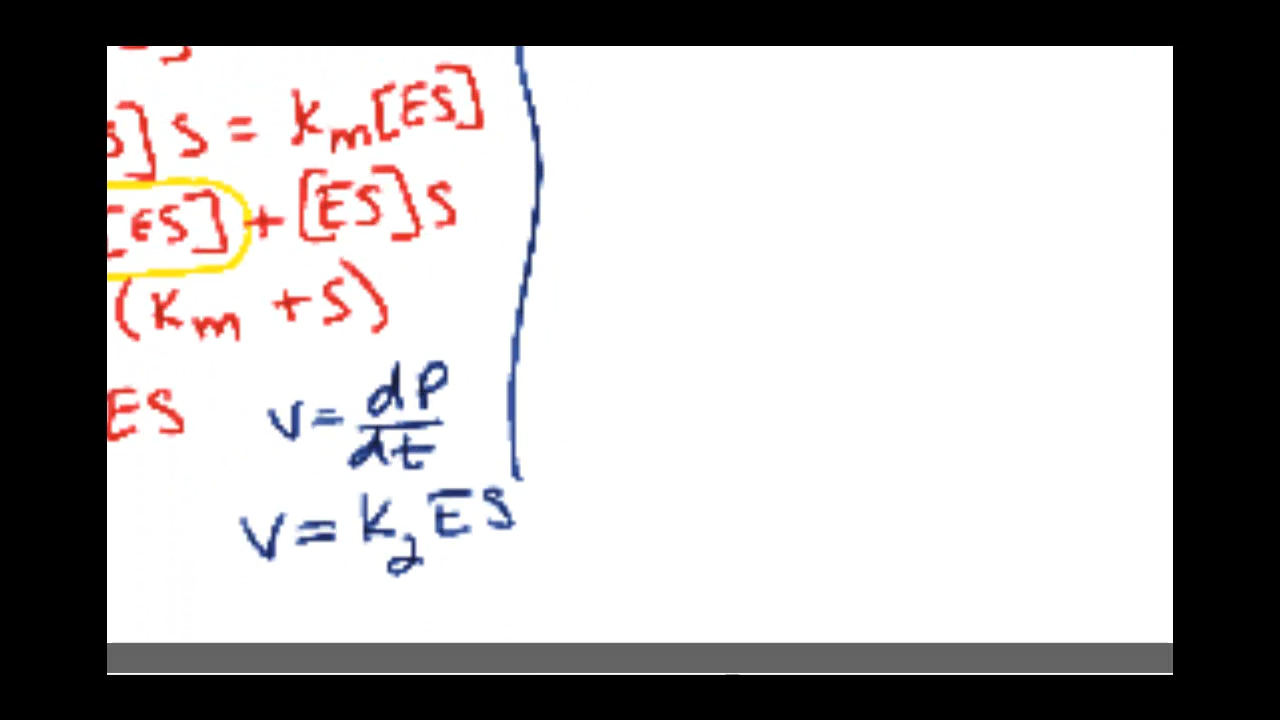 S] S = Km[ES]
[ES] + [ES]S
(Km + S)
ES
V = dP/dt
V = K2 ES